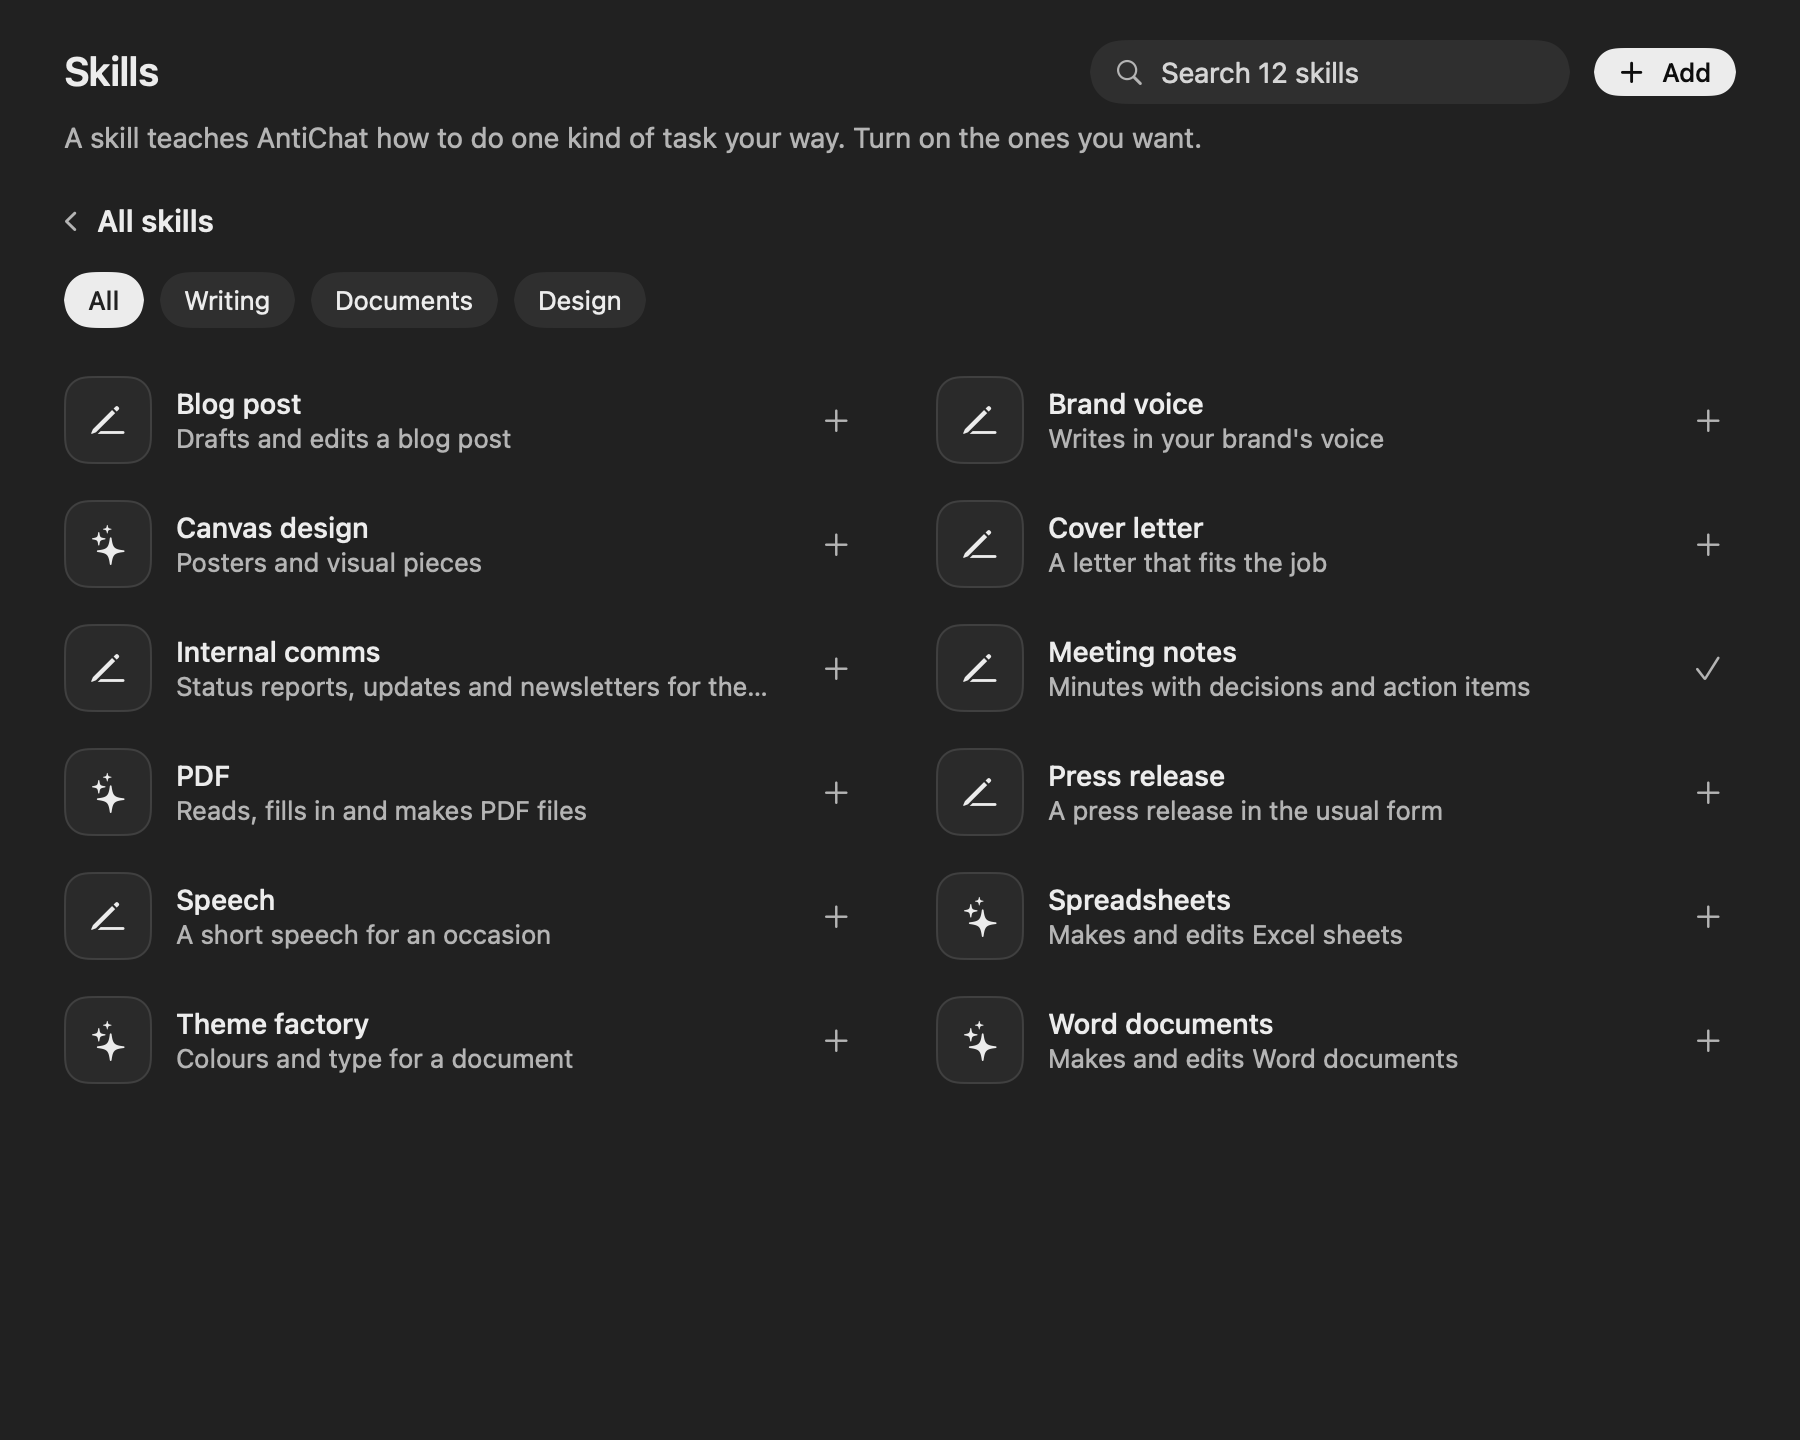 Skills
Search 12 skills
Add
A skill teaches AntiChat how to do one kind of task your way. Turn on the ones you want.
All skills
All
Writing
Documents
Design
Blog post
Drafts and edits a blog post
Brand voice
Writes in your brand's voice
Canvas design
Posters and visual pieces
Cover letter
A letter that fits the job
Internal comms
Status reports, updates and newsletters for the...
Meeting notes
Minutes with decisions and action items
PDF
Reads, fills in and makes PDF files
Press release
A press release in the usual form
Speech
A short speech for an occasion
Spreadsheets
Makes and edits Excel sheets
Theme factory
Colours and type for a document
Word documents
Makes and edits Word documents